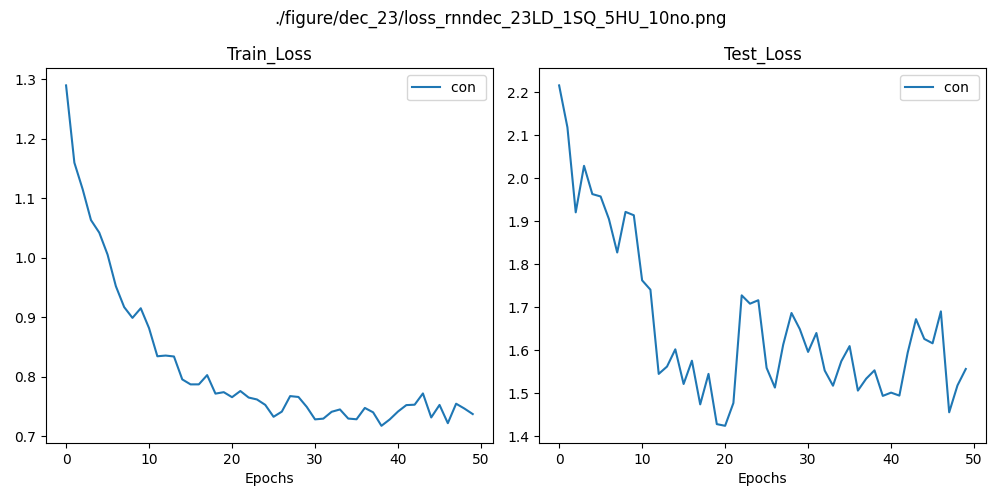 ./figure/dec_23/loss_rnndec_23LD_1SQ_5HU_10no.png
Train_Loss
Test_Loss
con
con
1.3
1.2
1.1
1.0
0.9
0.8
0.7
0 10 20 30 40 50
Epochs
2.2
2.1
2.0
1.9
1.8
1.7
1.6
1.5
1.4
0 10 20 30 40 50
Epochs